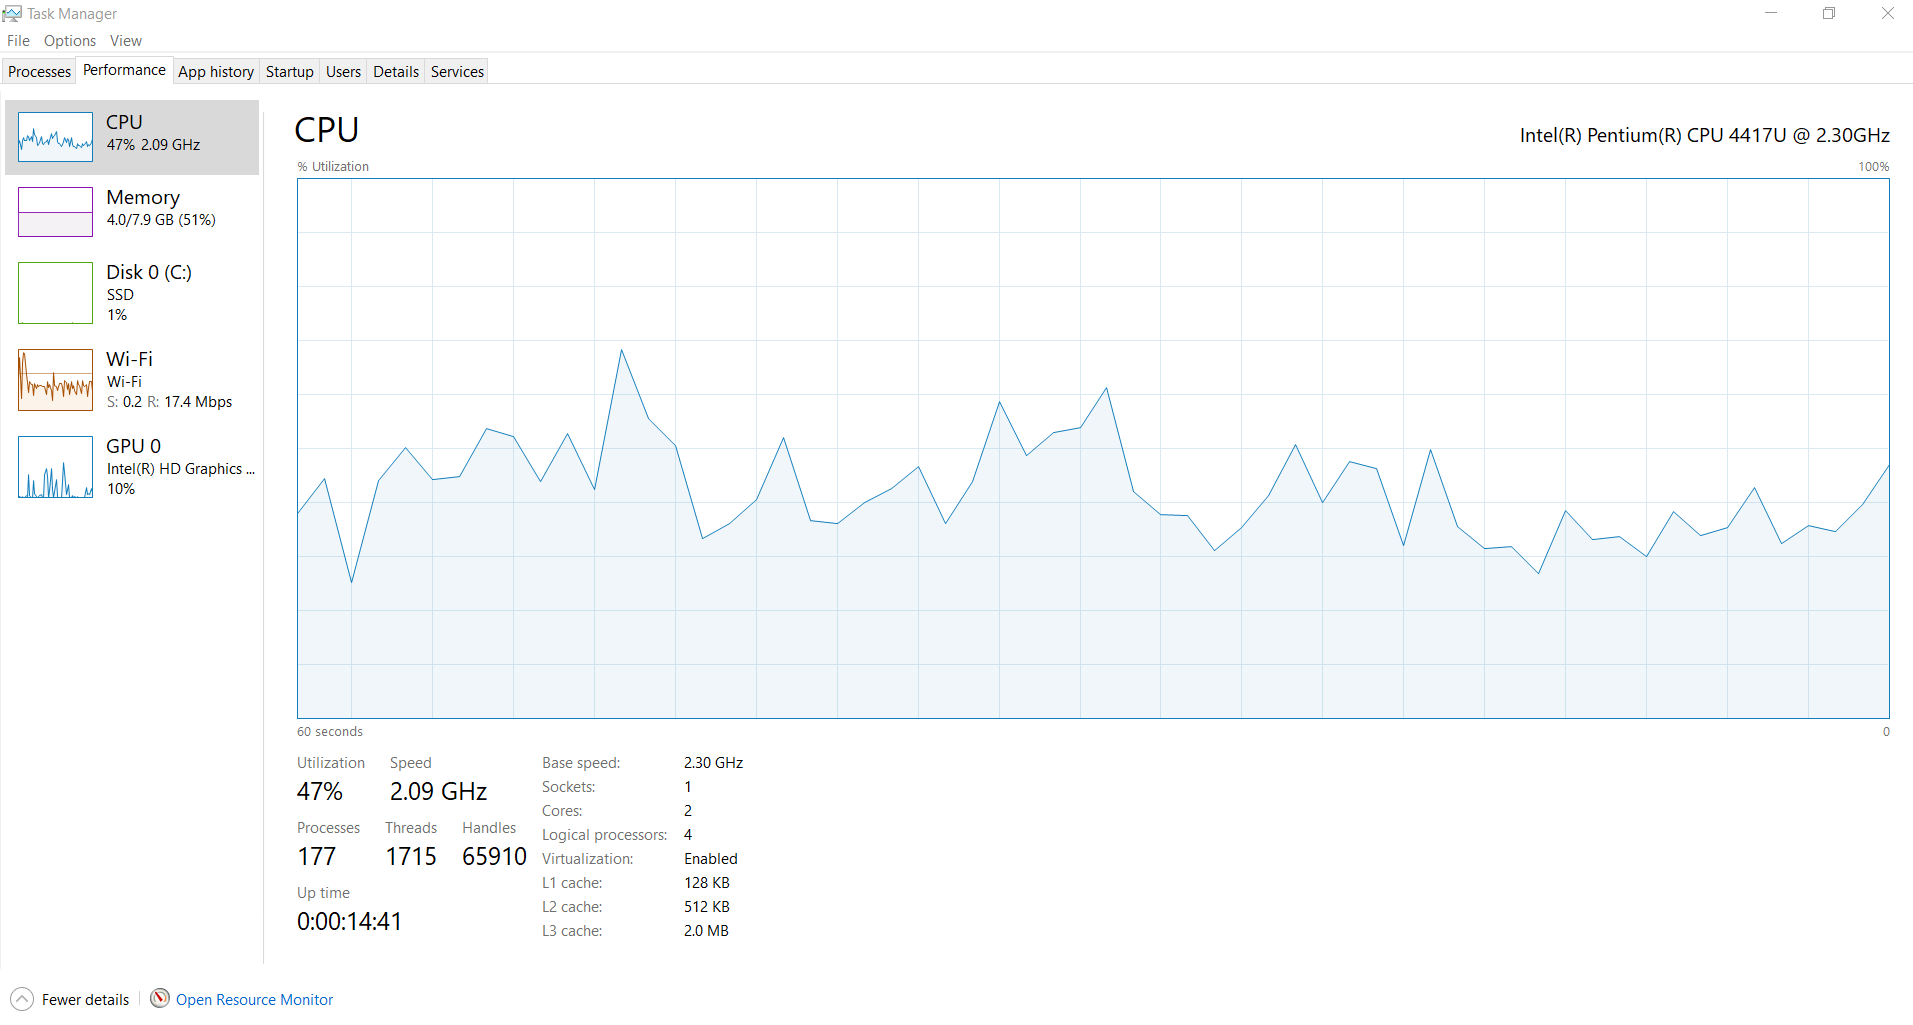 Task Manager
File Options View
Processes Performance App history Startup Users Details Services
CPU
47% 2.09 GHz
Memory
4.0/7.9 GB (51%)
Disk 0 (C:)
SSD
1%
Wi-Fi
Wi-Fi
S: 0.2 R: 17.4 Mbps
GPU 0
Intel(R) HD Graphics ...
10%
CPU
Intel(R) Pentium(R) CPU 4417U @ 2.30GHz
% Utilization 100%
60 seconds 0
Utilization Speed
47% 2.09 GHz
Processes Threads Handles
177 1715 65910
Up time
0:00:14:41
Base speed: 2.30 GHz
Sockets: 1
Cores: 2
Logical processors: 4
Virtualization: Enabled
L1 cache: 128 KB
L2 cache: 512 KB
L3 cache: 2.0 MB
Fewer details Open Resource Monitor